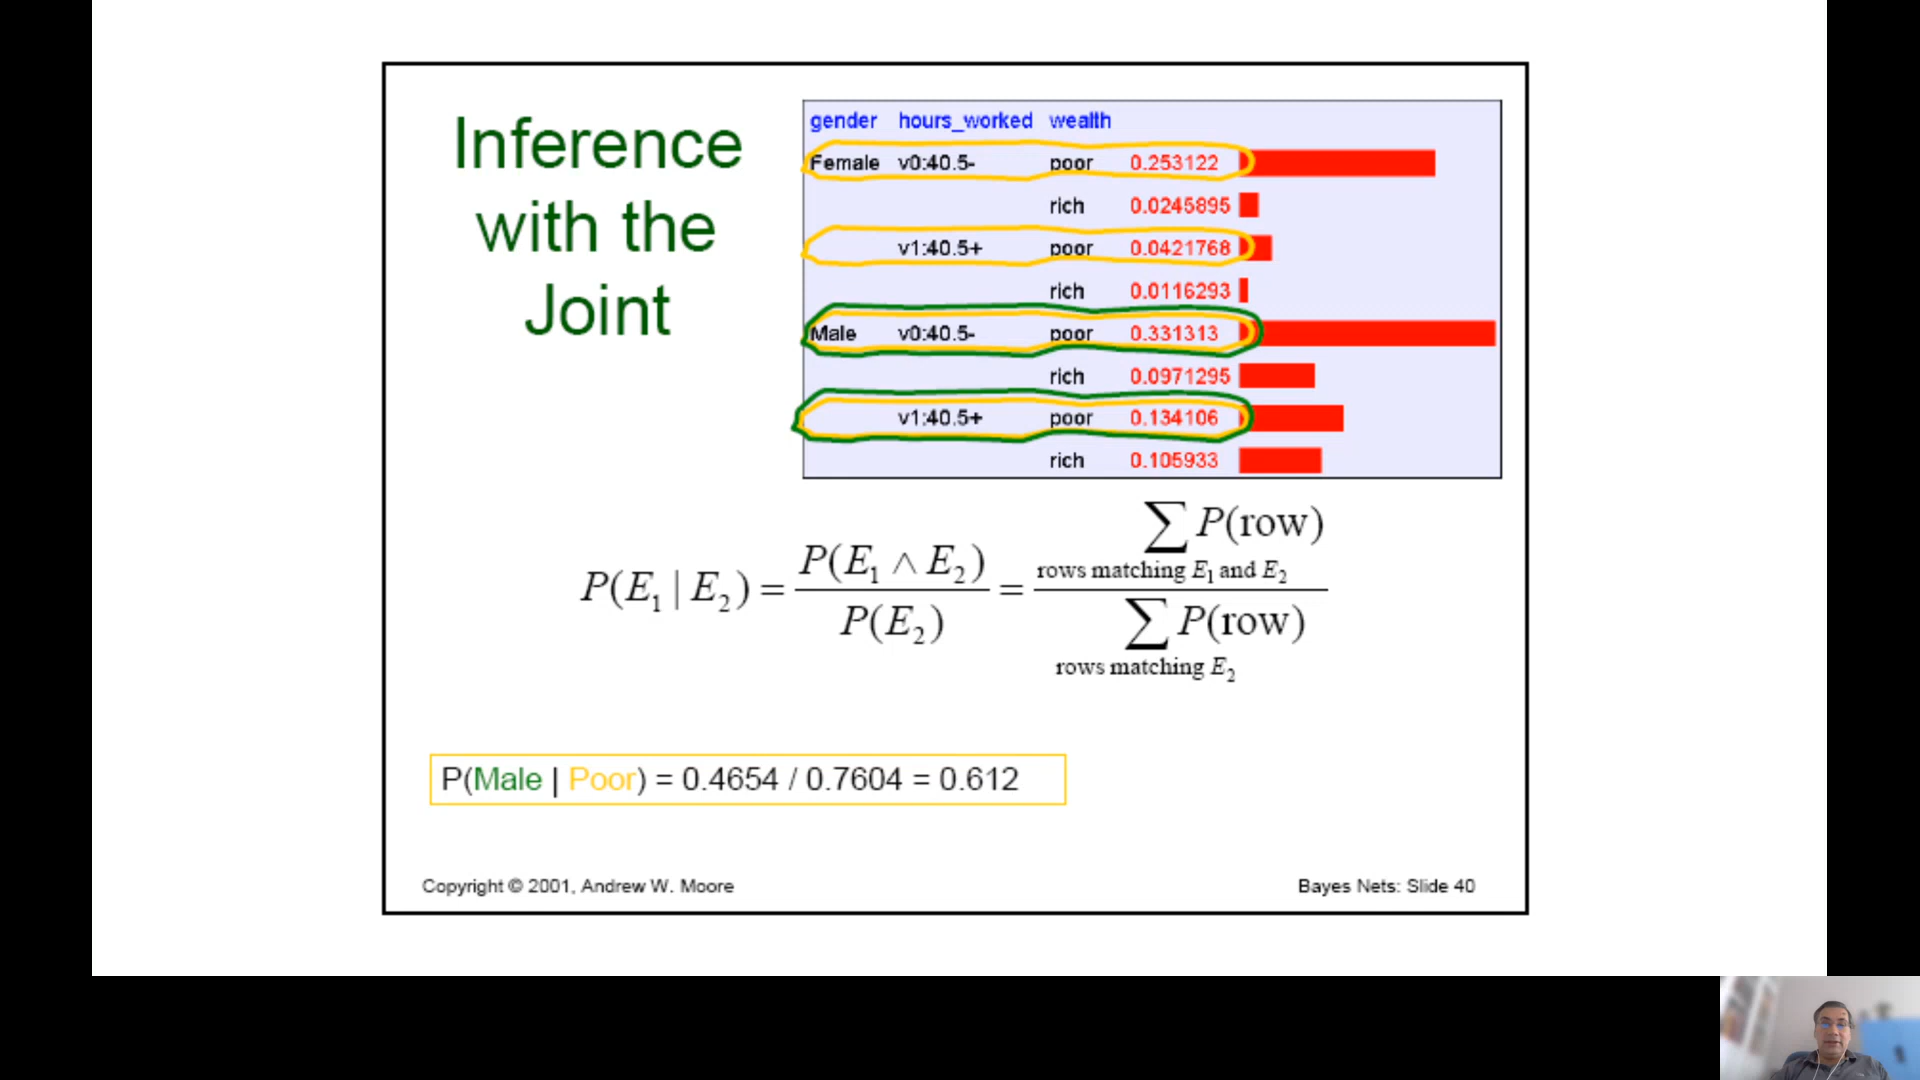 Inference
with the
Joint
gender hours_worked wealth
Female v0:40.5- poor 0.253122
rich 0.0245895
v1:40.5+ poor 0.0421768
rich 0.0116293
Male v0:40.5- poor 0.331313
rich 0.0971295
v1:40.5+ poor 0.134106
rich 0.105933
P(E₁ | E₂) = P(E₁ ∧ E₂) / P(E₂) = ∑ P(row) rows matching E₁ and E₂ / ∑ P(row) rows matching E₂
P(Male | Poor) = 0.4654 / 0.7604 = 0.612
Copyright © 2001, Andrew W. Moore
Bayes Nets: Slide 40